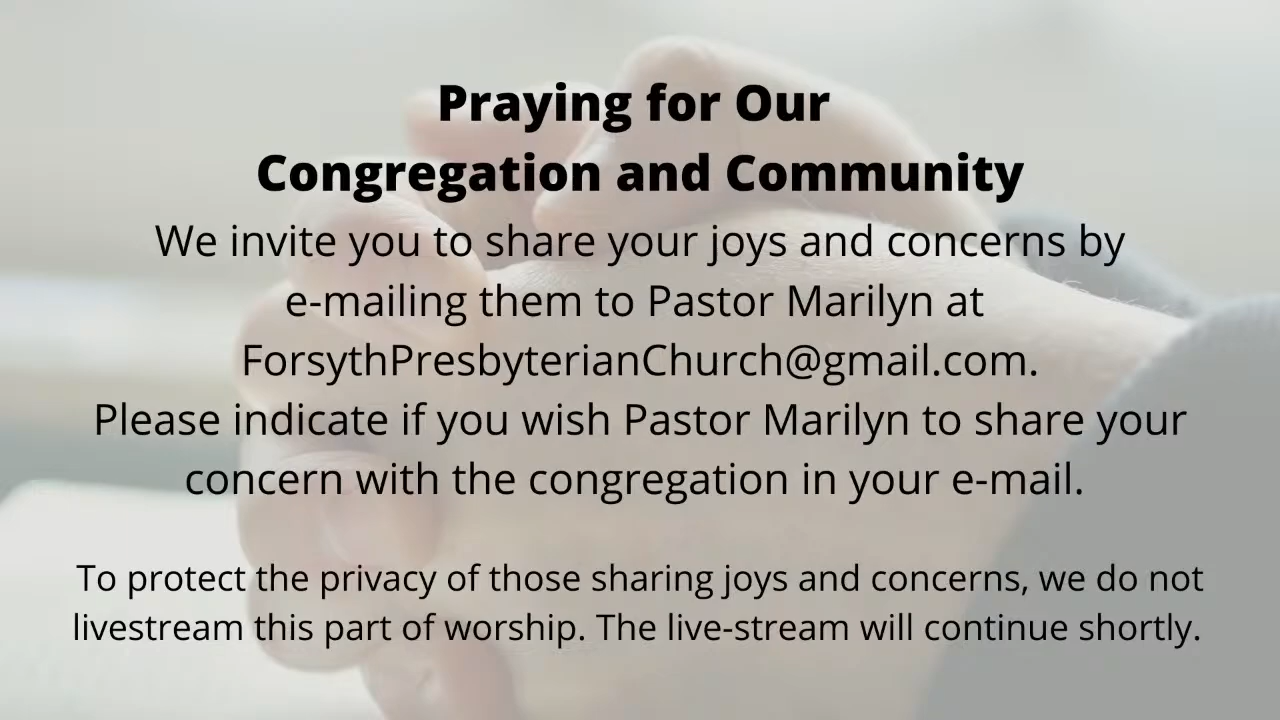 Praying for Our
Congregation and Community
We invite you to share your joys and concerns by
e-mailing them to Pastor Marilyn at
ForsythPresbyterianChurch@gmail.com.
Please indicate if you wish Pastor Marilyn to share your
concern with the congregation in your e-mail.
To protect the privacy of those sharing joys and concerns, we do not
livestream this part of worship. The live-stream will continue shortly.